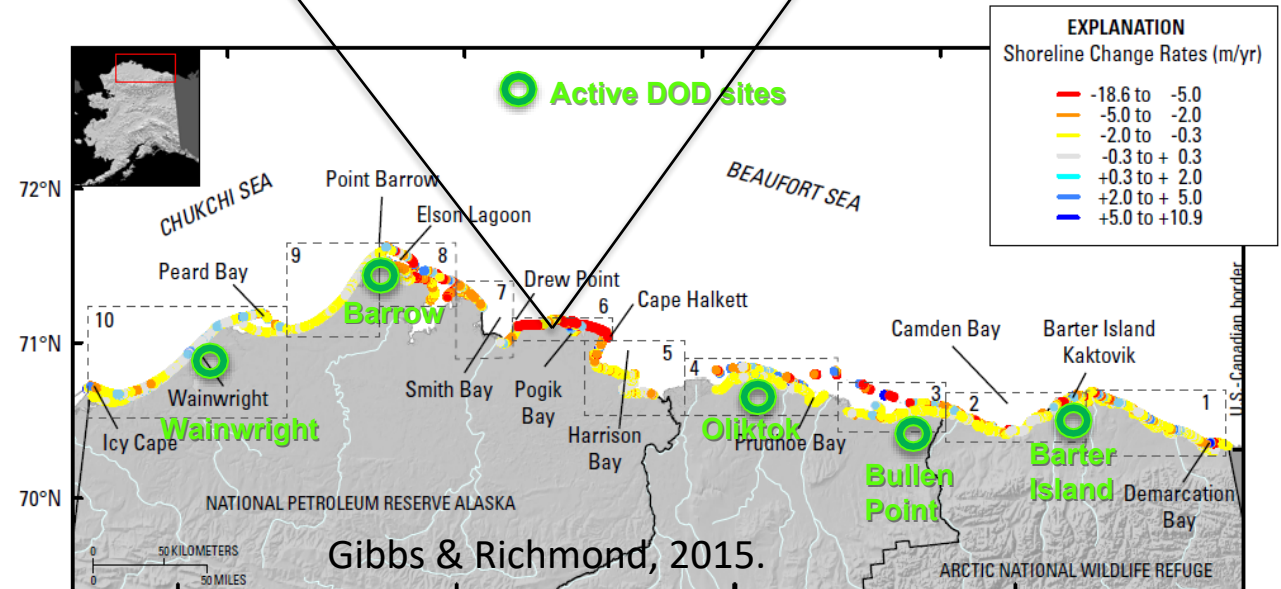 EXPLANATION
Shoreline Change Rates (m/yr)
-18.6 to -5.0
-5.0 to -2.0
-2.0 to -0.3
-0.3 to + 0.3
+0.3 to + 2.0
+2.0 to + 5.0
+5.0 to +10.9
Active DOD sites
72°N
CHUKCHI SEA
Point Barrow
Elson Lagoon
BEAUFORT SEA
Peard Bay
9
8
Drew Point
7
6
Cape Halkett
U.S.-Canadian border
10
Barrow
Camden Bay
Barter Island
Kaktovik
71°N
5
4
3
2
1
Wainwright
Smith Bay
Pogik
Bay
Icy Cape
Wainwright
Harrison
Bay
Oliktok
Prudhoe Bay
Bullen
Point
Barter
Island
Demarcation
Bay
70°N
NATIONAL PETROLEUM RESERVE ALASKA
0 50 KILOMETERS
0 50 MILES
Gibbs & Richmond, 2015.
ARCTIC NATIONAL WILDLIFE REFUGE